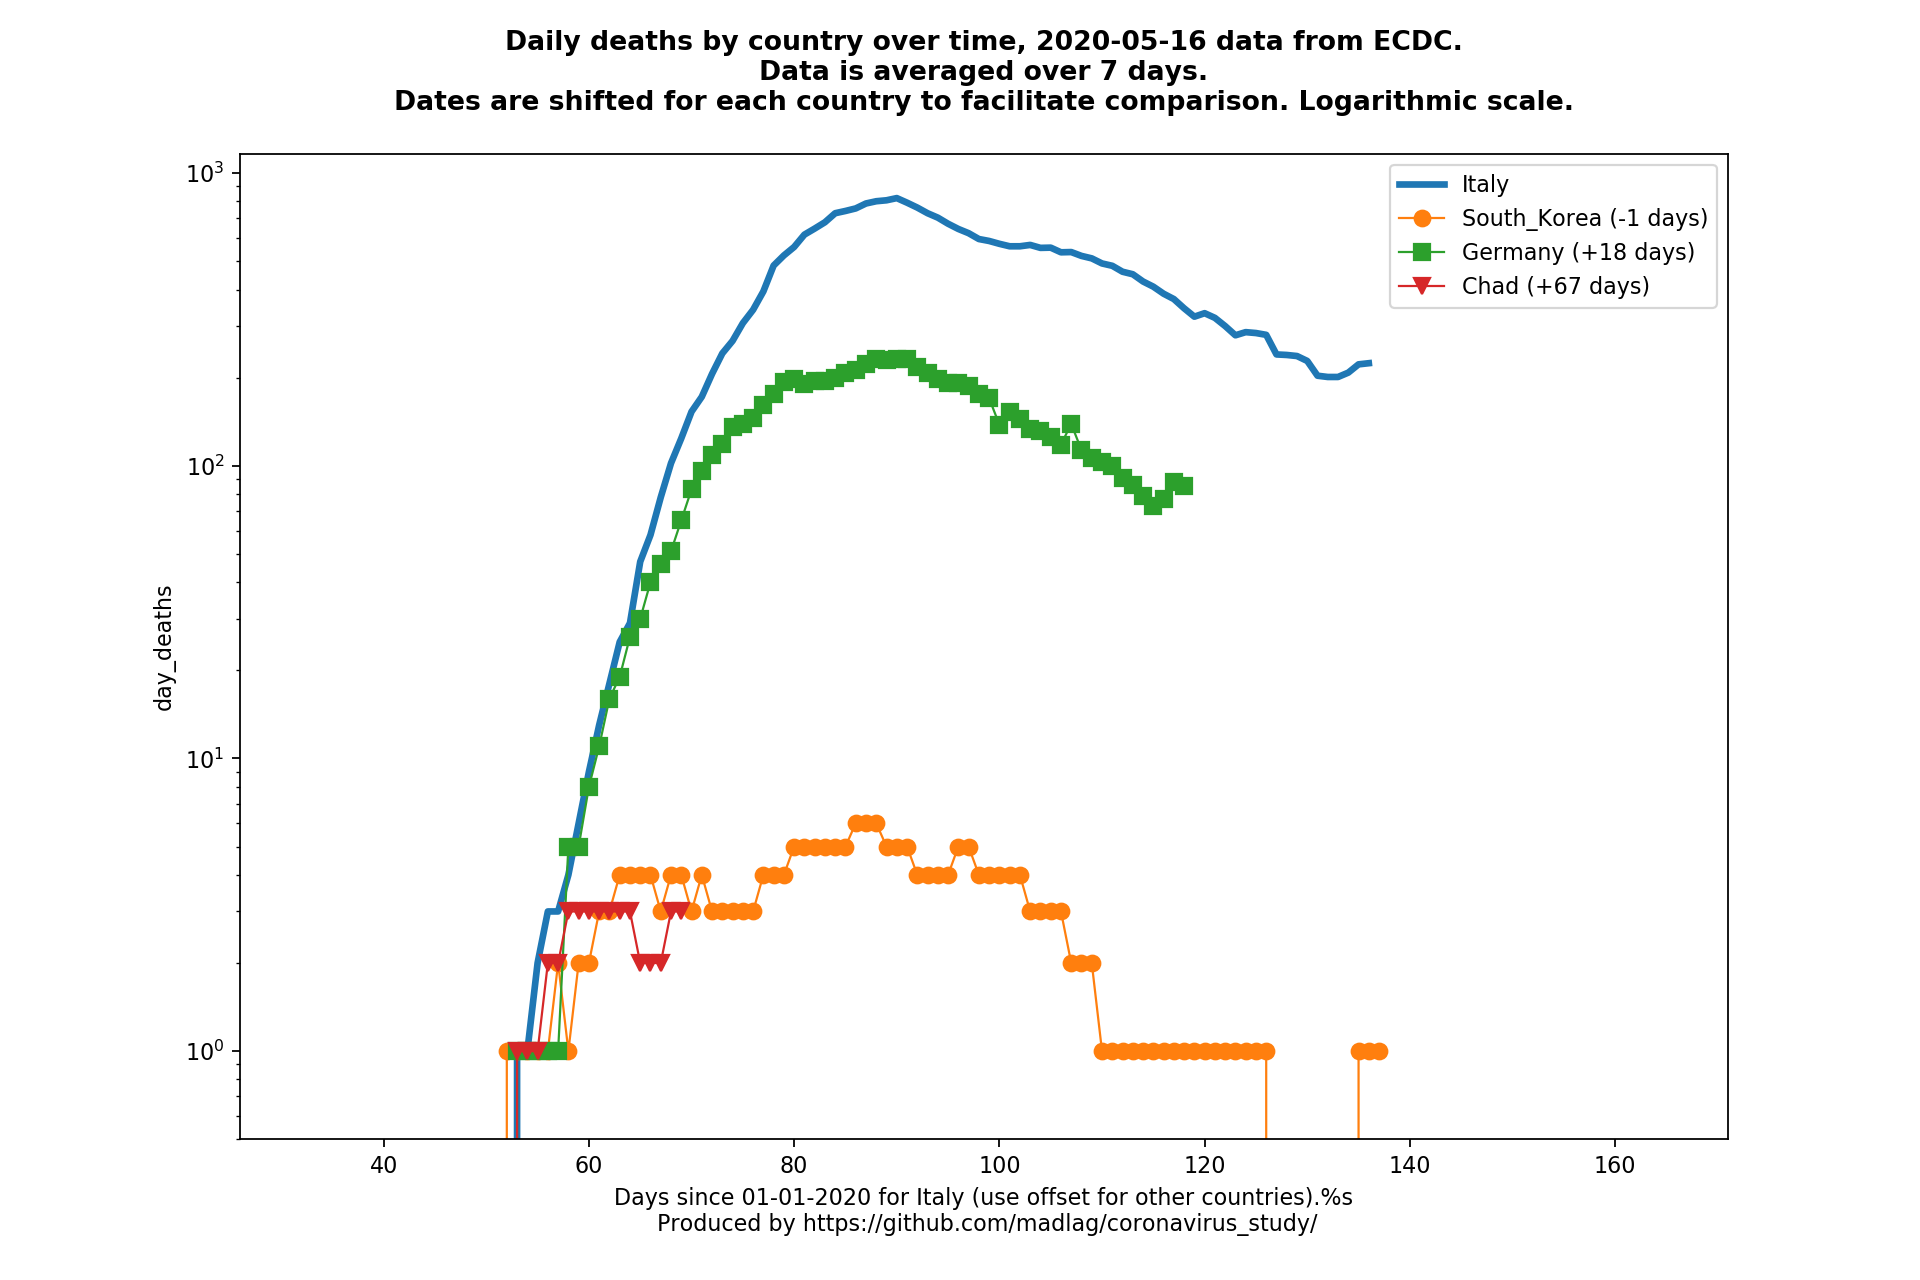 Daily deaths by country over time, 2020-05-16 data from ECDC.
Data is averaged over 7 days.
Dates are shifted for each country to facilitate comparison. Logarithmic scale.
Italy
South_Korea (-1 days)
Germany (+18 days)
Chad (+67 days)
day_deaths
10³
10²
10¹
10⁰
40 60 80 100 120 140 160
Days since 01-01-2020 for Italy (use offset for other countries).%s
Produced by https://github.com/madlag/coronavirus_study/